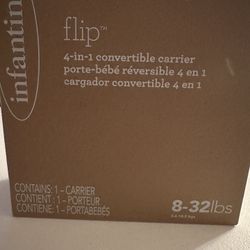 infantino
flip™
4-in-1 convertible carrier
porte-bébé réversible 4 en 1
cargador convertible 4 en 1
CONTAINS: 1 – CARRIER
CONTIENT : 1 – PORTEUR
CONTIENE: 1 – PORTABEBÉS
8-32lbs